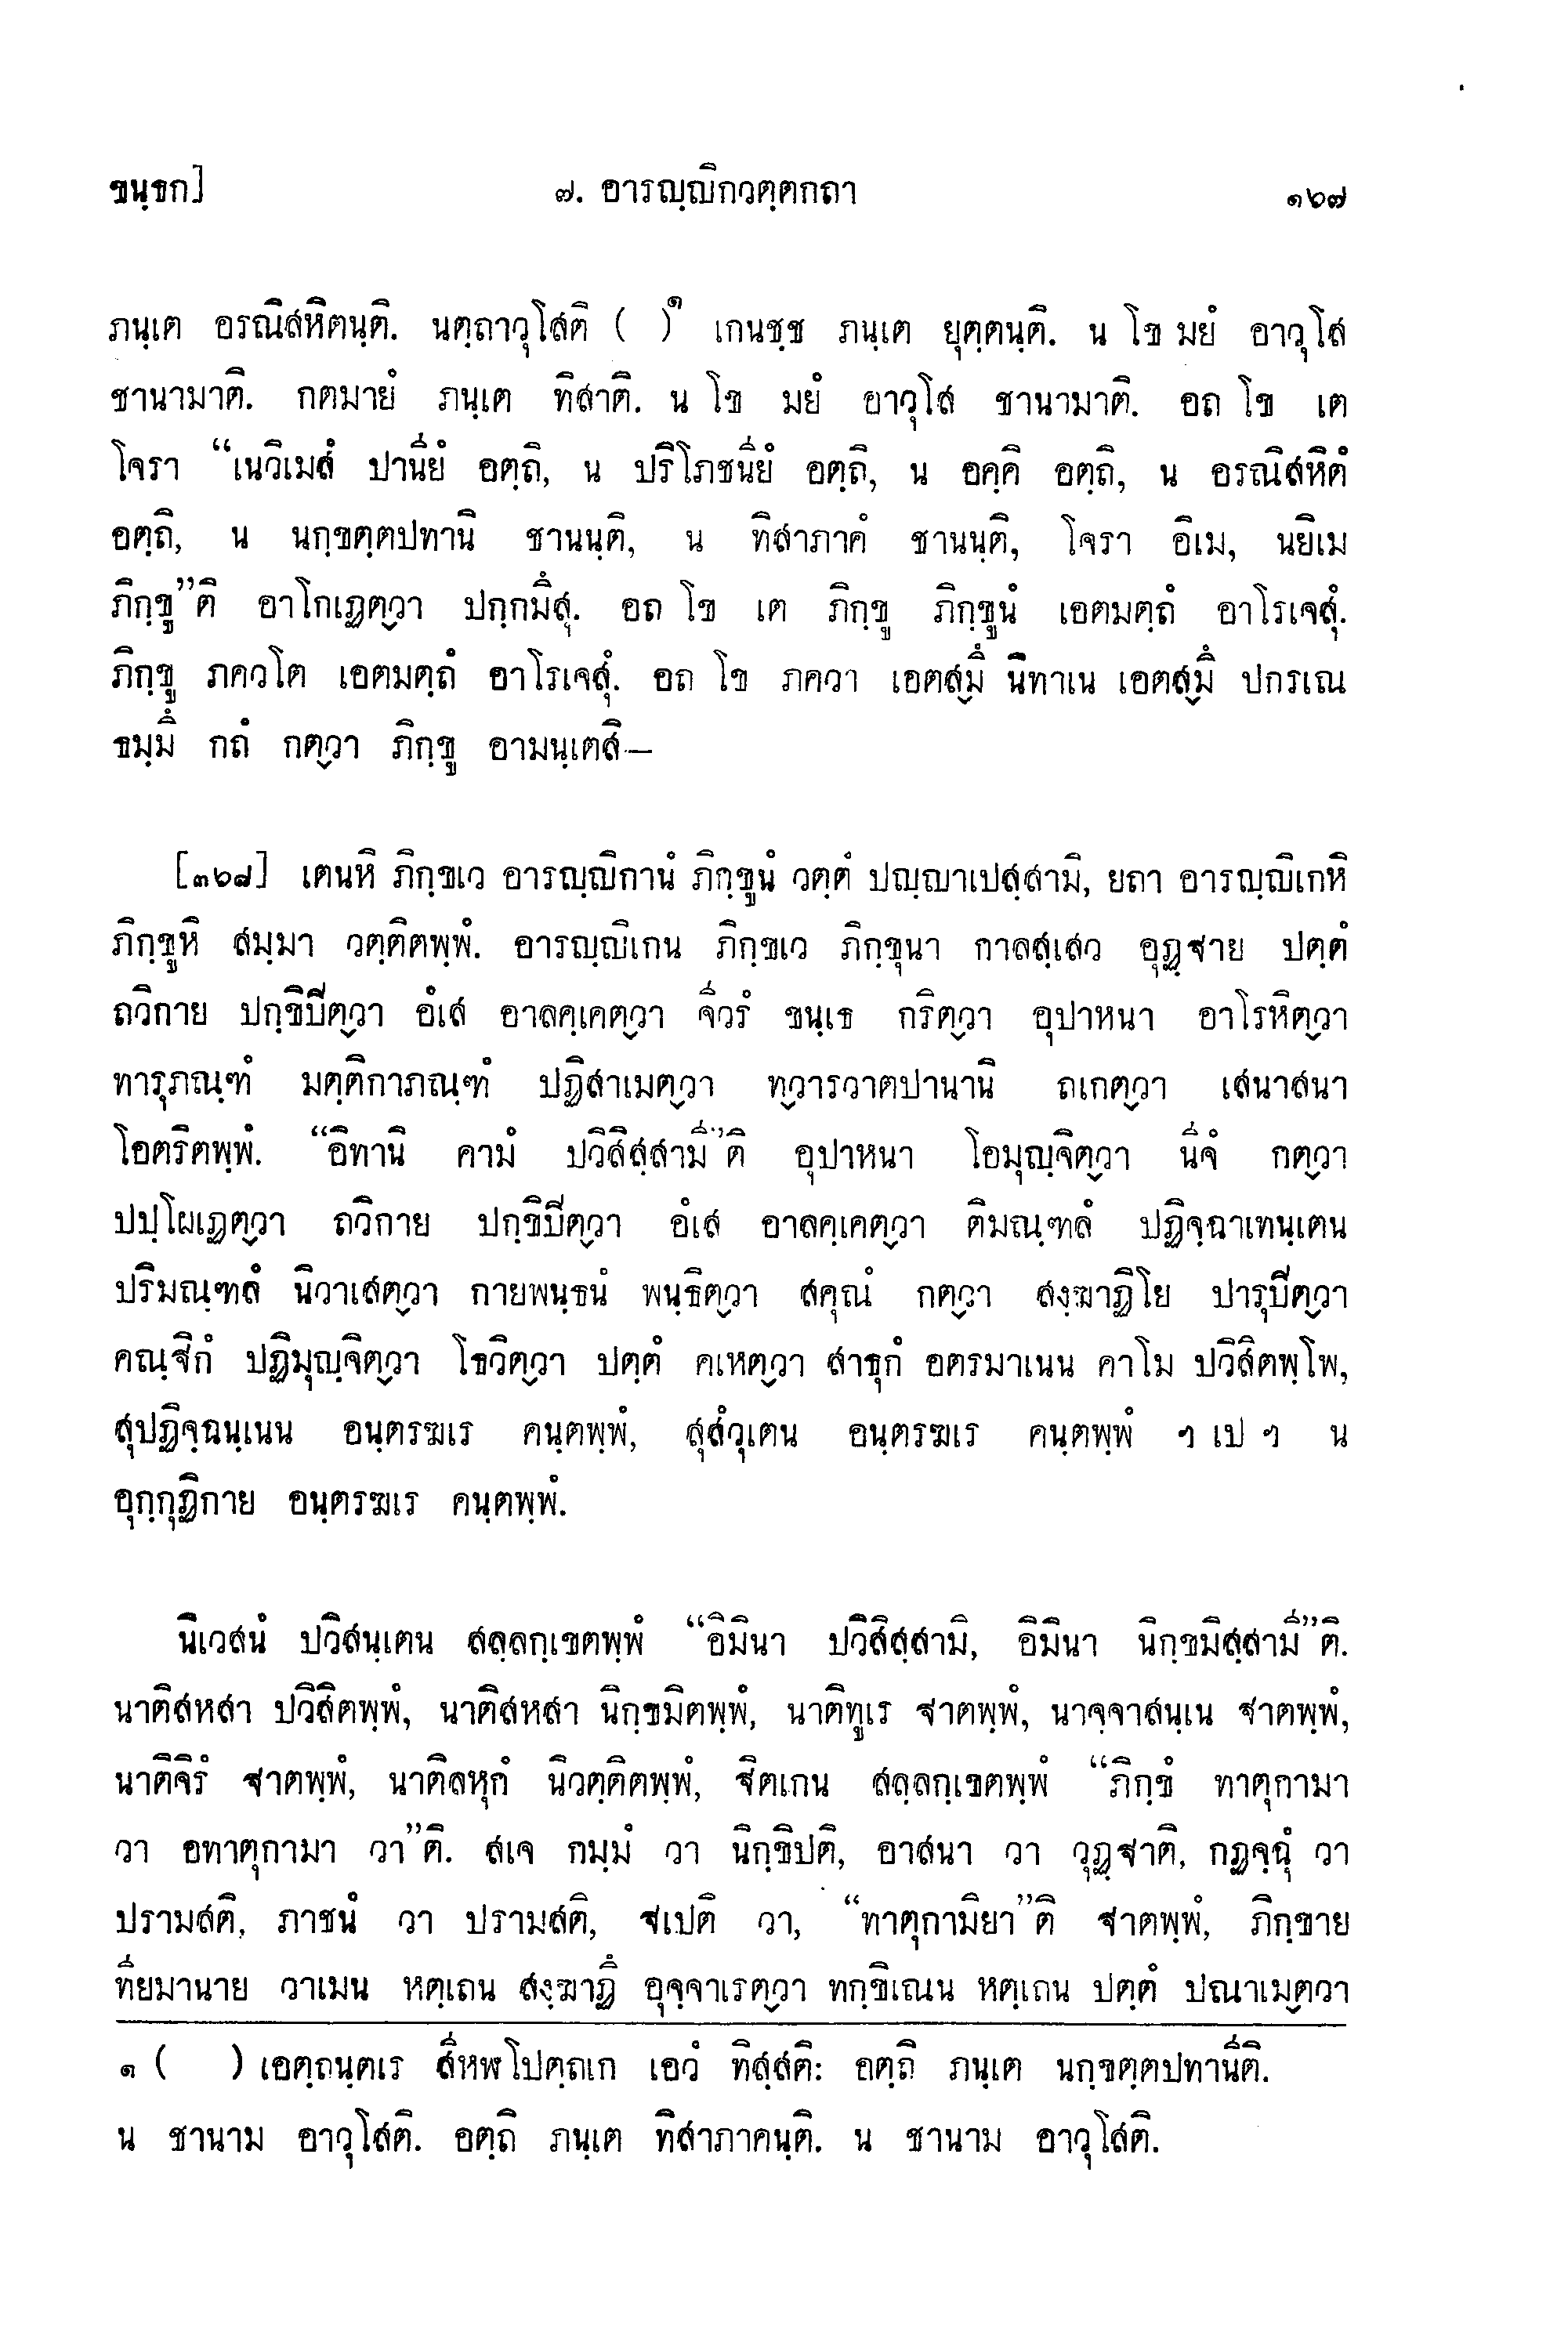 ขนฺธก]
๗. อารญฺญิกวตฺตกถา
๑๖๗
ภนฺเต อรณิสหิตนฺติ. นตฺถาวุโสติ ( )๑ เกนชฺช ภนฺเต ยุตฺตนฺติ. น โข มยํ อาวุโส
ชานามาติ. กตมายํ ภนฺเต ทิสาติ. น โข มยํ อาวุโส ชานามาติ. อถ โข เต
โจรา “เนวิเมสํ ปานียํ อตฺถิ, น ปริโภชนียํ อตฺถิ, น อคฺคิ อตฺถิ, น อรณิสหิตํ
อตฺถิ, น นกฺขตฺตปทานิ ชานนฺติ, น ทิสาภาคํ ชานนฺติ, โจรา อิเม, นยิเม
ภิกฺขู”ติ อาโกเฏตฺวา ปกฺกมึสุ. อถ โข เต ภิกฺขู ภิกฺขูนํ เอตมตฺถํ อาโรเจสุํ.
ภิกฺขู ภควโต เอตมตฺถํ อาโรเจสุํ. อถ โข ภควา เอตสฺมึ นิทาเน เอตสฺมึ ปกรเณ
ธมฺมึ กถํ กตฺวา ภิกฺขู อามนฺเตสิ—
[๓๖๘] เตนหิ ภิกฺขเว อารญฺญิกานํ ภิกฺขูนํ วตฺตํ ปญฺญาเปสฺสามิ, ยถา อารญฺญิเกหิ
ภิกฺขูหิ สมฺมา วตฺติตพฺพํ. อารญฺญิเกน ภิกฺขเว ภิกฺขุนา กาลสฺเสว อุฏฺฐาย ปตฺตํ
ถวิกาย ปกฺขิปิตฺวา อํเส อาลคฺเคตฺวา จีวรํ ขนฺเธ กริตฺวา อุปาหนา อาโรหิตฺวา
ทารุภณฺฑํ มตฺติกาภณฺฑํ ปฏิสาเมตฺวา ทฺวารวาตปานานิ ถเกตฺวา เสนาสนา
โอตริตพฺพํ. “อิทานิ คามํ ปวิสิสฺสามี”ติ อุปาหนา โอมุญฺจิตฺวา นีจํ กตฺวา
ปปฺโผเฏตฺวา ถวิกาย ปกฺขิปิตฺวา อํเส อาลคฺเคตฺวา ติมณฺฑลํ ปฏิจฺฉาเทนฺเตน
ปริมณฺฑลํ นิวาเสตฺวา กายพนฺธนํ พนฺธิตฺวา สคุณํ กตฺวา สงฺฆาฏิโย ปารุปิตฺวา
คณฺฐิกํ ปฏิมุญฺจิตฺวา โธวิตฺวา ปตฺตํ คเหตฺวา สาธุกํ อตรมาเนน คาโม ปวิสิตพฺโพ,
สุปฏิจฺฉนฺเนน อนฺตรฆเร คนฺตพฺพํ, สุสํวุเตน อนฺตรฆเร คนฺตพฺพํ ฯ เป ฯ น
อุกฺกุฏิกาย อนฺตรฆเร คนฺตพฺพํ.
นิเวสนํ ปวิสนฺเตน สลฺลกฺเขตพฺพํ “อิมินา ปวิสิสฺสามิ, อิมินา นิกฺขมิสฺสามี”ติ.
นาติสหสา ปวิสิตพฺพํ, นาติสหสา นิกฺขมิตพฺพํ, นาติทูเร ฐาตพฺพํ, นาจฺจาสนฺเน ฐาตพฺพํ,
นาติจิรํ ฐาตพฺพํ, นาติลหุกํ นิวตฺติตพฺพํ, ฐิตเกน สลฺลกฺเขตพฺพํ “ภิกฺขํ ทาตุกามา
วา อทาตุกามา วา”ติ. สเจ กมฺมํ วา นิกฺขิปติ, อาสนา วา วุฏฺฐาติ, กฏจฺฉุํ วา
ปรามสติ, ภาชนํ วา ปรามสติ, ฐเปติ วา, “ทาตุกามิยา”ติ ฐาตพฺพํ, ภิกฺขาย
ทียมานาย วาเมน หตฺเถน สงฺฆาฏึ อุจฺจาเรตฺวา ทกฺขิเณน หตฺเถน ปตฺตํ ปณาเมตฺวา
๑ ( ) เอตฺถนฺตเร สีหฬโปตฺถเก เอวํ ทิสฺสติ: อตฺถิ ภนฺเต นกฺขตฺตปทานีติ.
น ชานาม อาวุโสติ. อตฺถิ ภนฺเต ทิสาภาคนฺติ. น ชานาม อาวุโสติ.